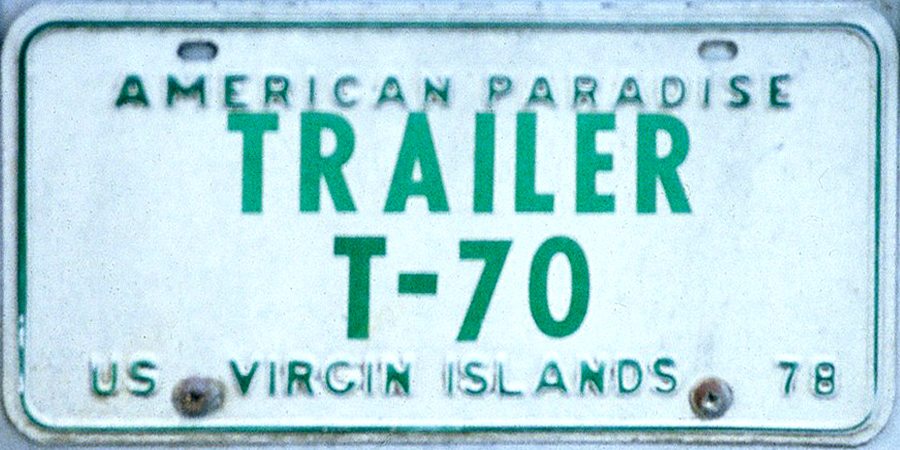 AMERICAN PARADISE
TRAILER
T-70
US VIRGIN ISLANDS 78